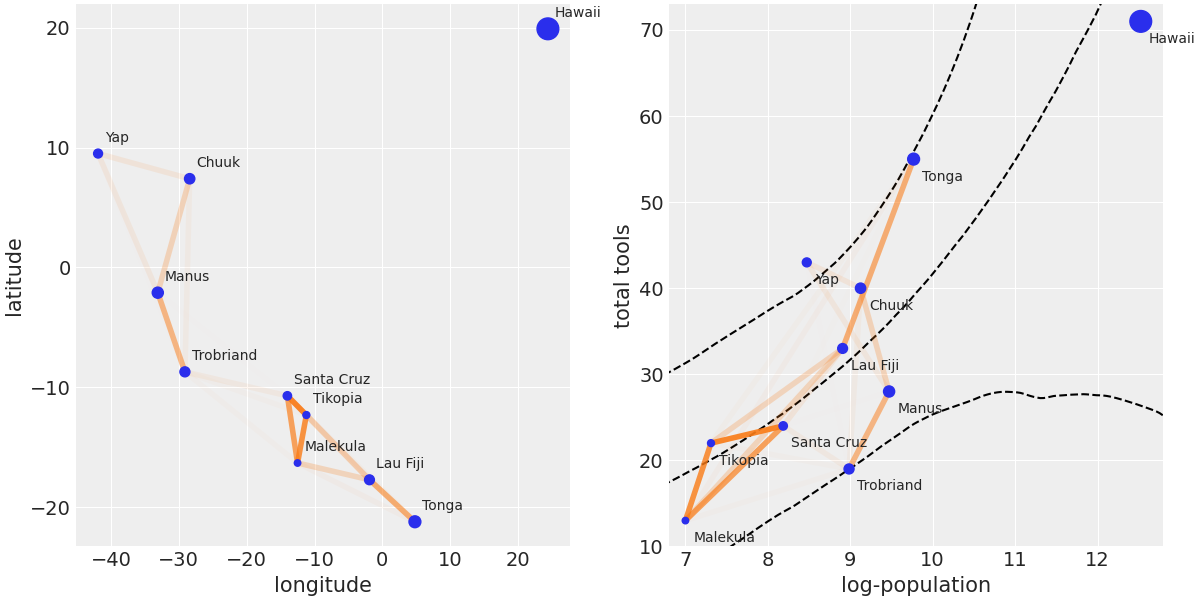 20
10
0
−10
−20
latitude
−40
−30
−20
−10
0
10
20
longitude
Hawaii
Yap
Chuuk
Manus
Trobriand
Santa Cruz
Tikopia
Malekula
Lau Fiji
Tonga
70
60
50
40
30
20
10
total tools
7
8
9
10
11
12
log-population
Hawaii
Tonga
Yap
Chuuk
Lau Fiji
Manus
Santa Cruz
Tikopia
Trobriand
Malekula